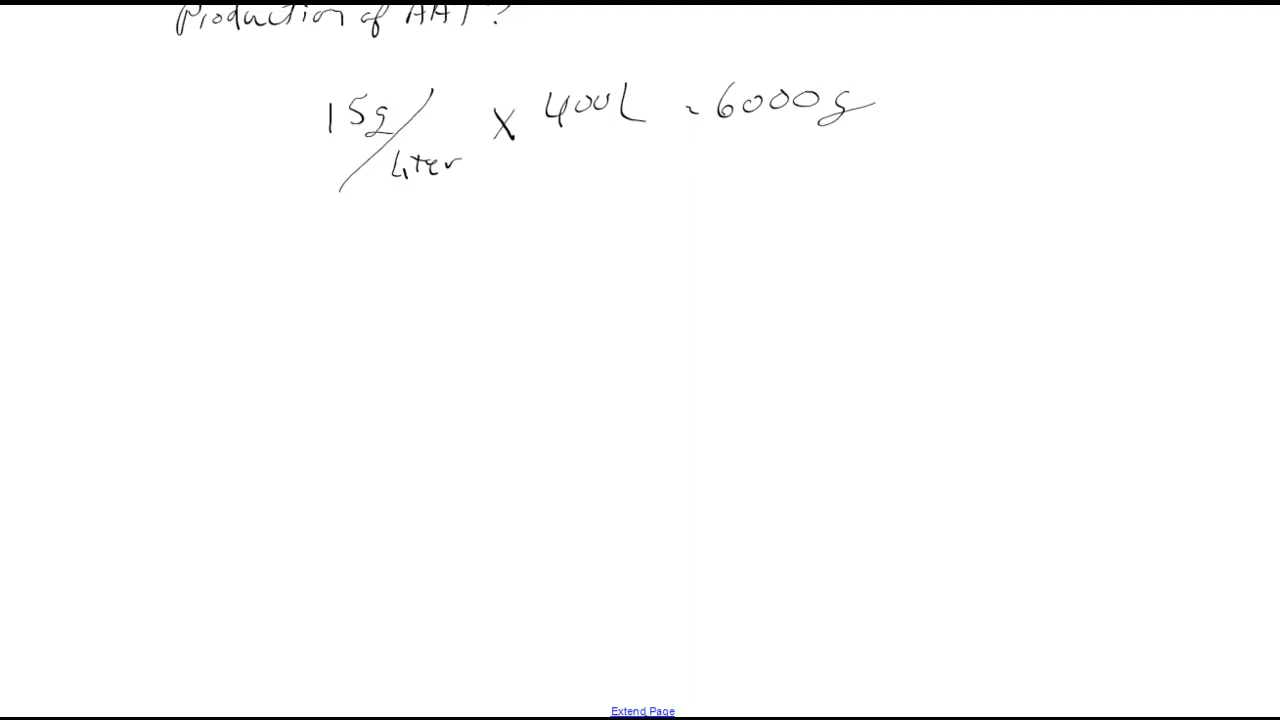 Production of AAT?
15g/Liter x 400L = 6000g
Extend Page